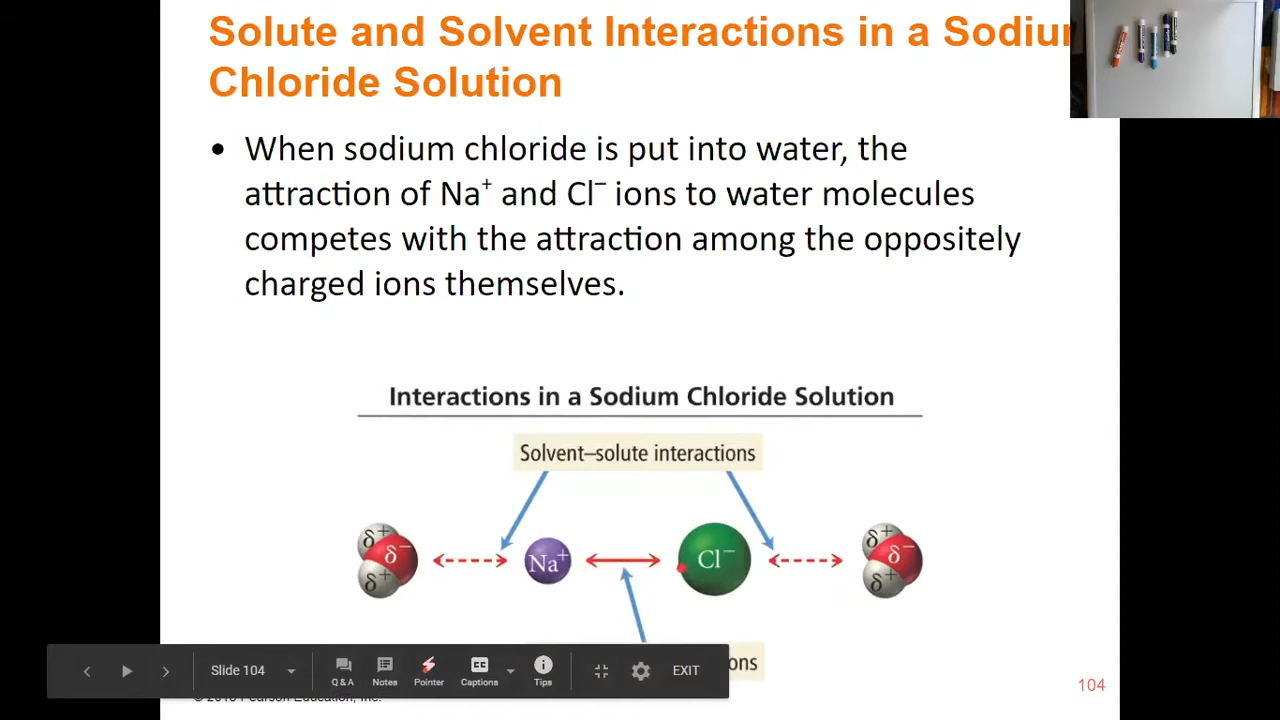 Solute and Solvent Interactions in a
Chloride Solution
• When sodium chloride is put into water, the
attraction of Na⁺ and Cl⁻ ions to water molecules
competes with the attraction among the oppositely
charged ions themselves.
Interactions in a Sodium Chloride Solution
Solvent–solute interactions
δ⁺ δ⁻ δ⁺ Na⁺ Cl⁻ δ⁺ δ⁻ δ⁺
ons
Slide 104
Q&A Notes Pointer CC Captions Tips EXIT
104